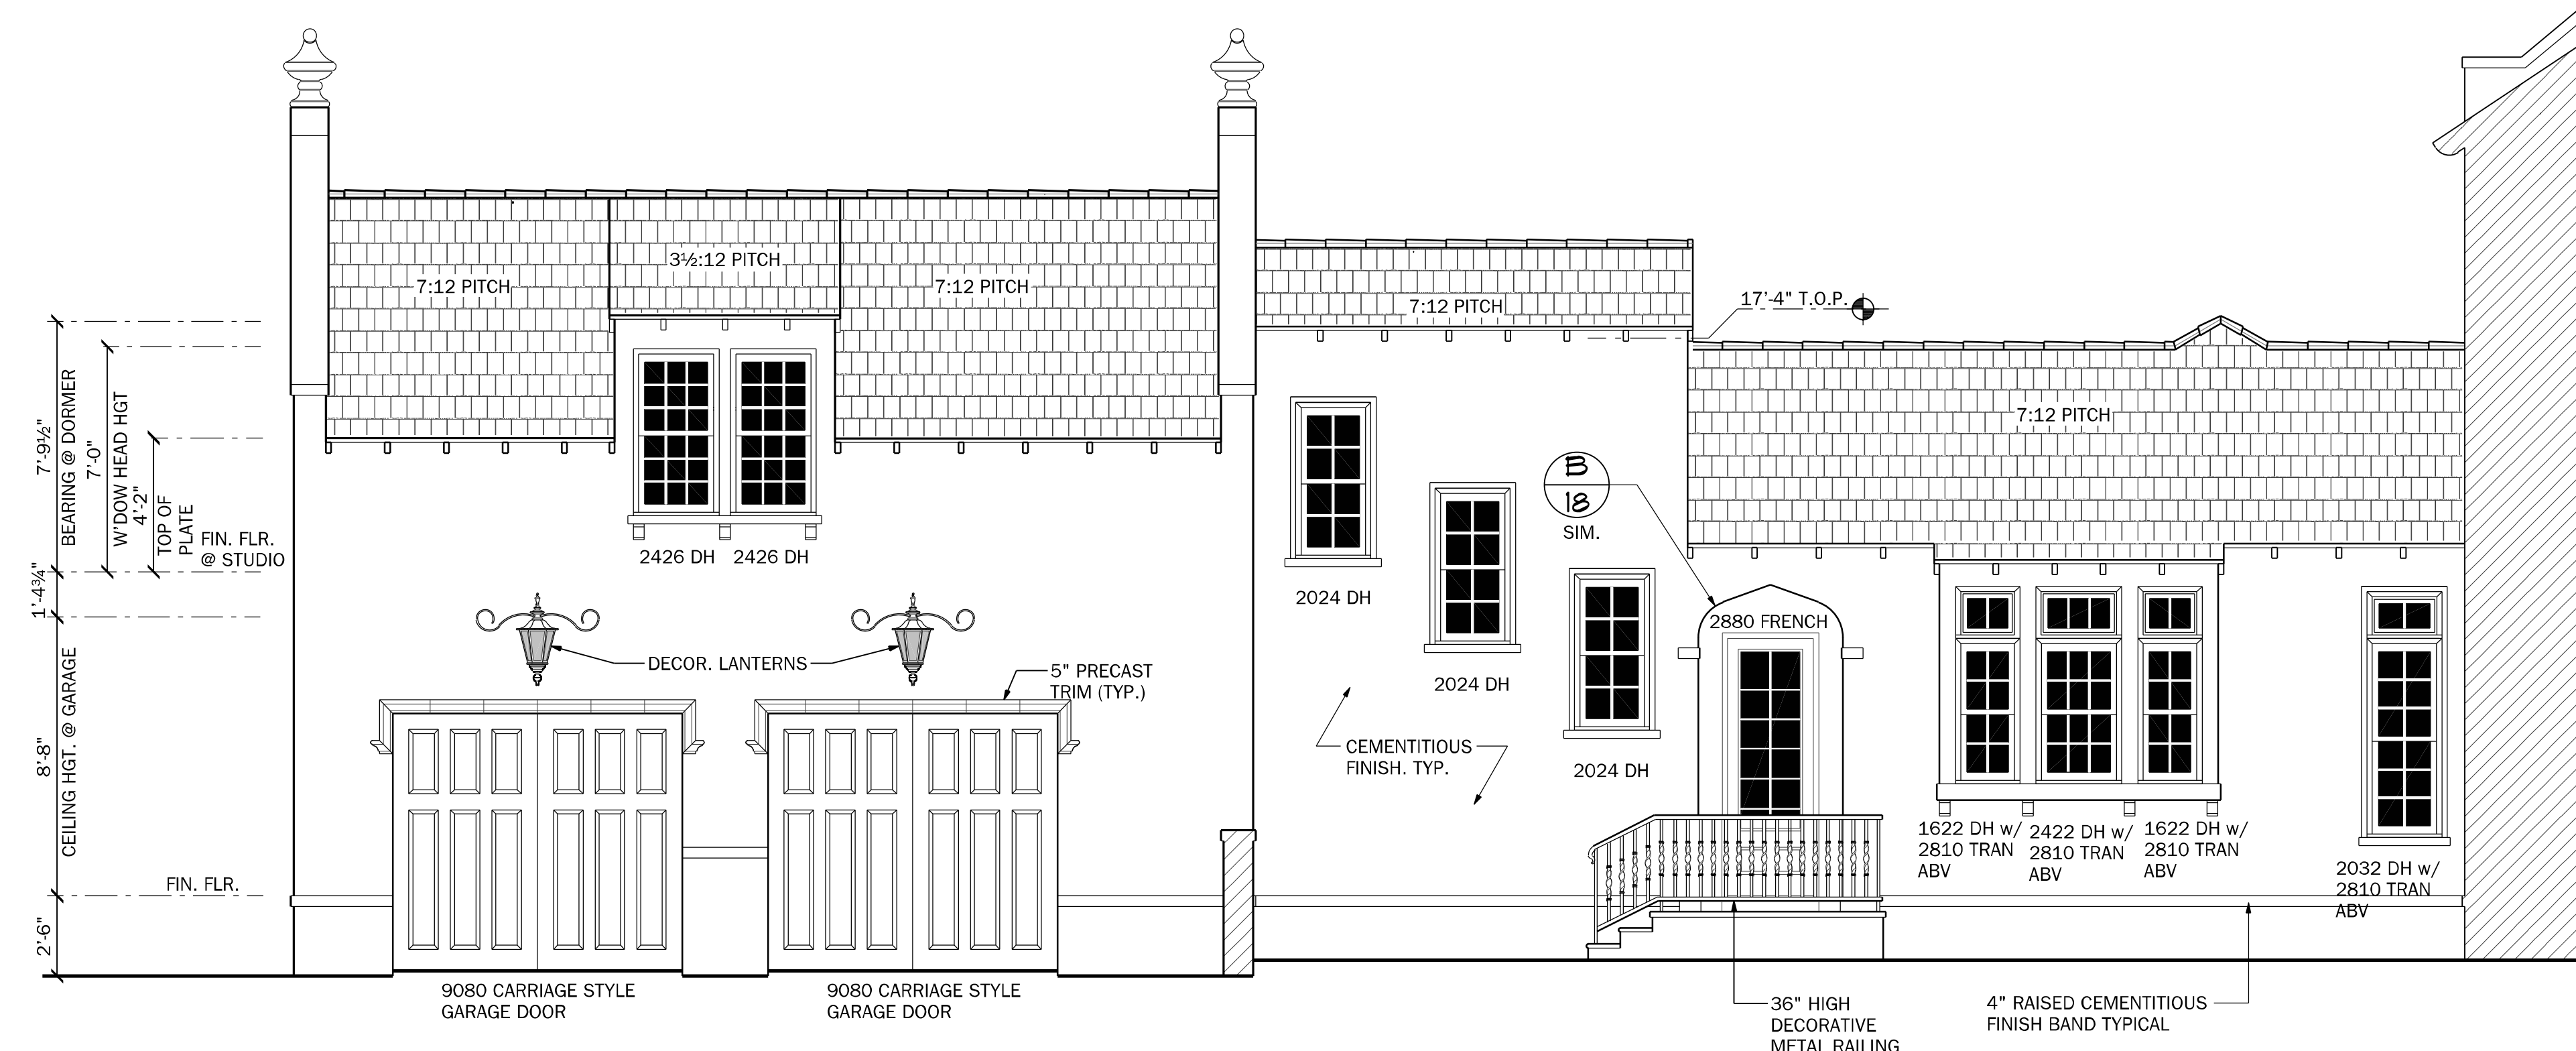 7:12 PITCH
3½:12 PITCH
7:12 PITCH
7:12 PITCH
17'-4" T.O.P.
7:12 PITCH
7'-9½"
BEARING @ DORMER
7'-0"
W'DOW HEAD HGT
4'-2"
TOP OF
PLATE
FIN. FLR.
@ STUDIO
1'-4¾"
8'-8"
CEILING HGT. @ GARAGE
FIN. FLR.
2'-6"
2426 DH
2426 DH
DECOR. LANTERNS
5" PRECAST
TRIM (TYP.)
9080 CARRIAGE STYLE
GARAGE DOOR
9080 CARRIAGE STYLE
GARAGE DOOR
2024 DH
2024 DH
2024 DH
CEMENTITIOUS
FINISH. TYP.
B
18
SIM.
2880 FRENCH
1622 DH w/
2810 TRAN
ABV
2422 DH w/
2810 TRAN
ABV
1622 DH w/
2810 TRAN
ABV
2032 DH w/
2810 TRAN
ABV
36" HIGH
DECORATIVE
METAL RAILING
4" RAISED CEMENTITIOUS
FINISH BAND TYPICAL